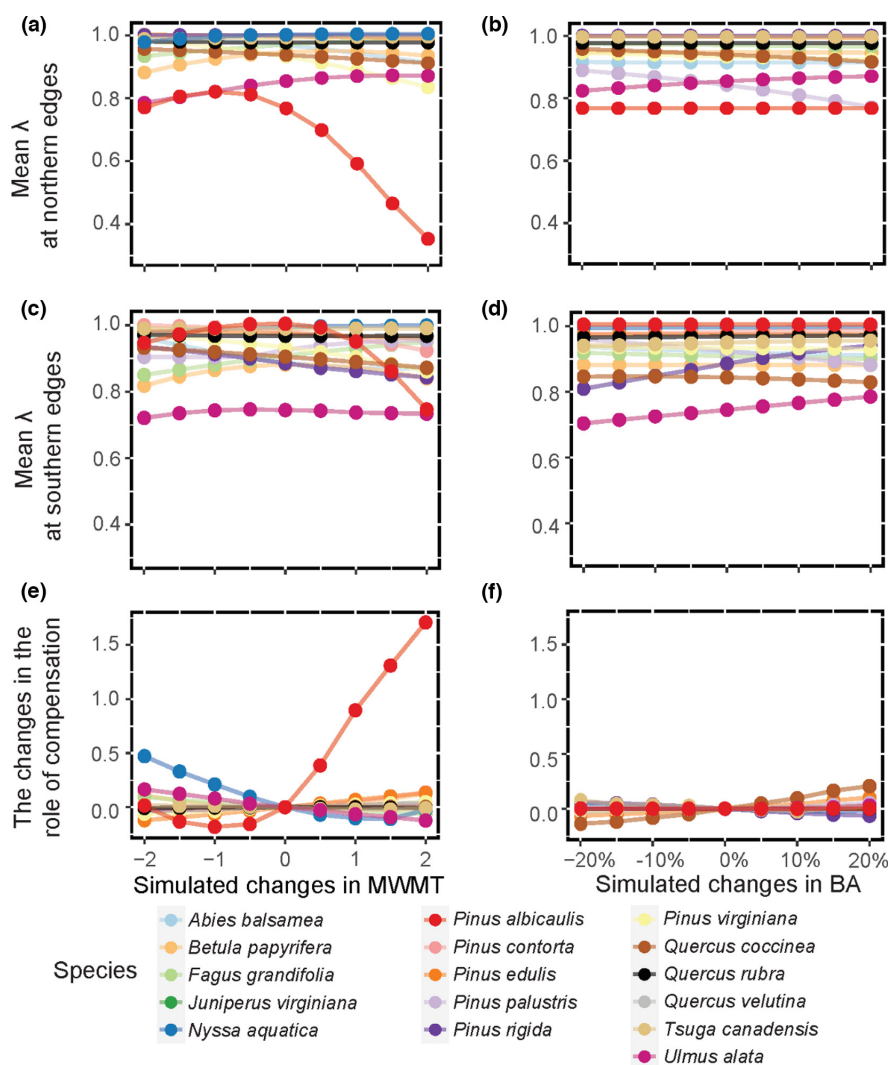 (a)
(b)
1.0
0.8
0.6
0.4
Mean λ
at northern edges
1.0
0.8
0.6
0.4
(c)
(d)
1.0
0.8
0.6
0.4
Mean λ
at southern edges
1.0
0.8
0.6
0.4
(e)
(f)
1.5
1.0
0.5
0.0
The changes in the
role of compensation
1.5
1.0
0.5
0.0
−2 −1 0 1 2
−20% −10% 0% 10% 20%
Simulated changes in MWMT
Simulated changes in BA
Species
Abies balsamea
Betula papyrifera
Fagus grandifolia
Juniperus virginiana
Nyssa aquatica
Pinus albicaulis
Pinus contorta
Pinus edulis
Pinus palustris
Pinus rigida
Pinus virginiana
Quercus coccinea
Quercus rubra
Quercus velutina
Tsuga canadensis
Ulmus alata